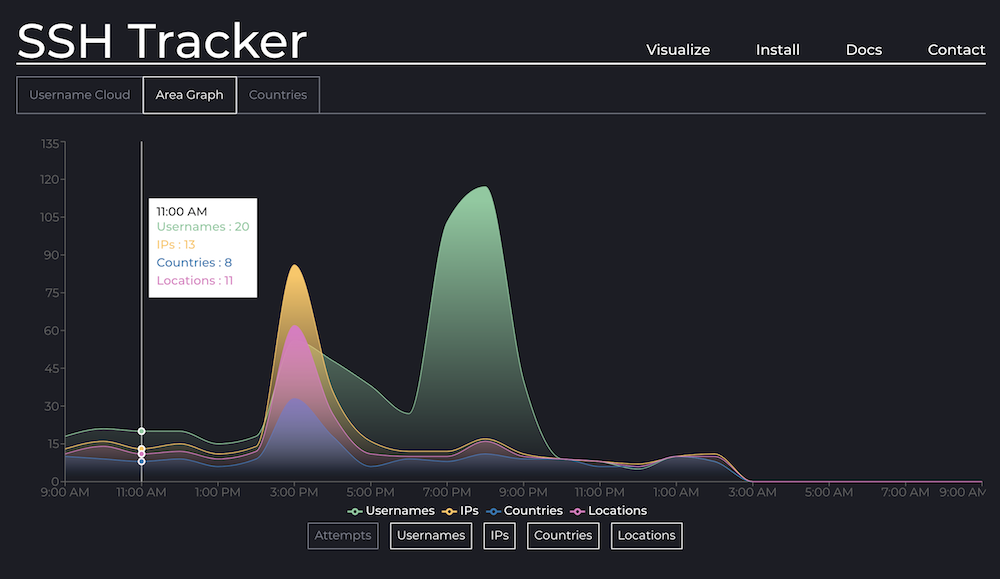 SSH Tracker
Visualize Install Docs Contact
Username Cloud Area Graph Countries
135
120
105
90
75
60
45
30
15
0
11:00 AM
Usernames : 20
IPs : 13
Countries : 8
Locations : 11
9:00 AM 11:00 AM 1:00 PM 3:00 PM 5:00 PM 7:00 PM 9:00 PM 11:00 PM 1:00 AM 3:00 AM 5:00 AM 7:00 AM 9:00 AM
Usernames IPs Countries Locations
Attempts Usernames IPs Countries Locations